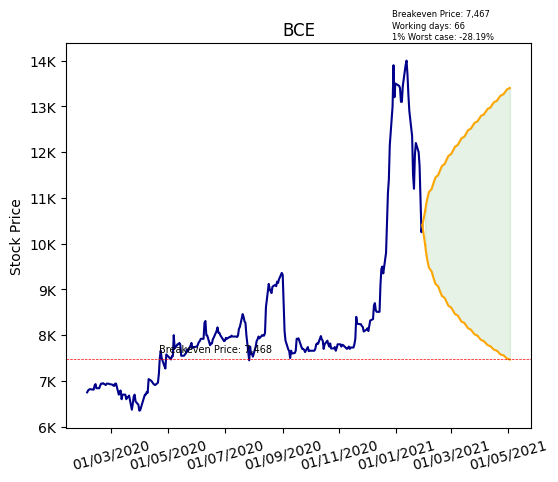 Breakeven Price: 7,467
Working days: 66
1% Worst case: -28.19%
BCE
14K
13K
12K
11K
10K
9K
8K
7K
6K
Stock Price
Breakeven Price: 7,468
01/03/2020
01/05/2020
01/07/2020
01/09/2020
01/11/2020
01/01/2021
01/03/2021
01/05/2021